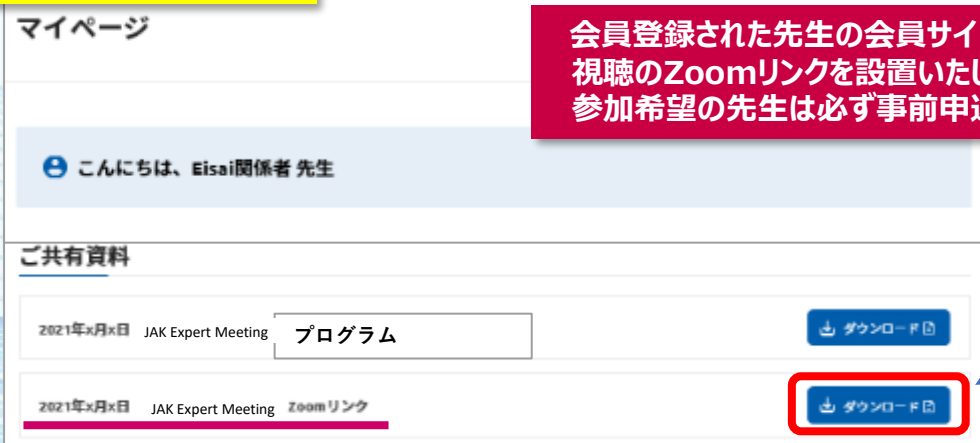 マイページ
会員登録された先生の会員サイ
視聴のZoomリンクを設置いた
参加希望の先生は必ず事前申
こんにちは、Eisai関係者 先生
ご共有資料
2021年x月x日 JAK Expert Meeting プログラム ダウンロード
2021年x月x日 JAK Expert Meeting Zoomリンク ダウンロード